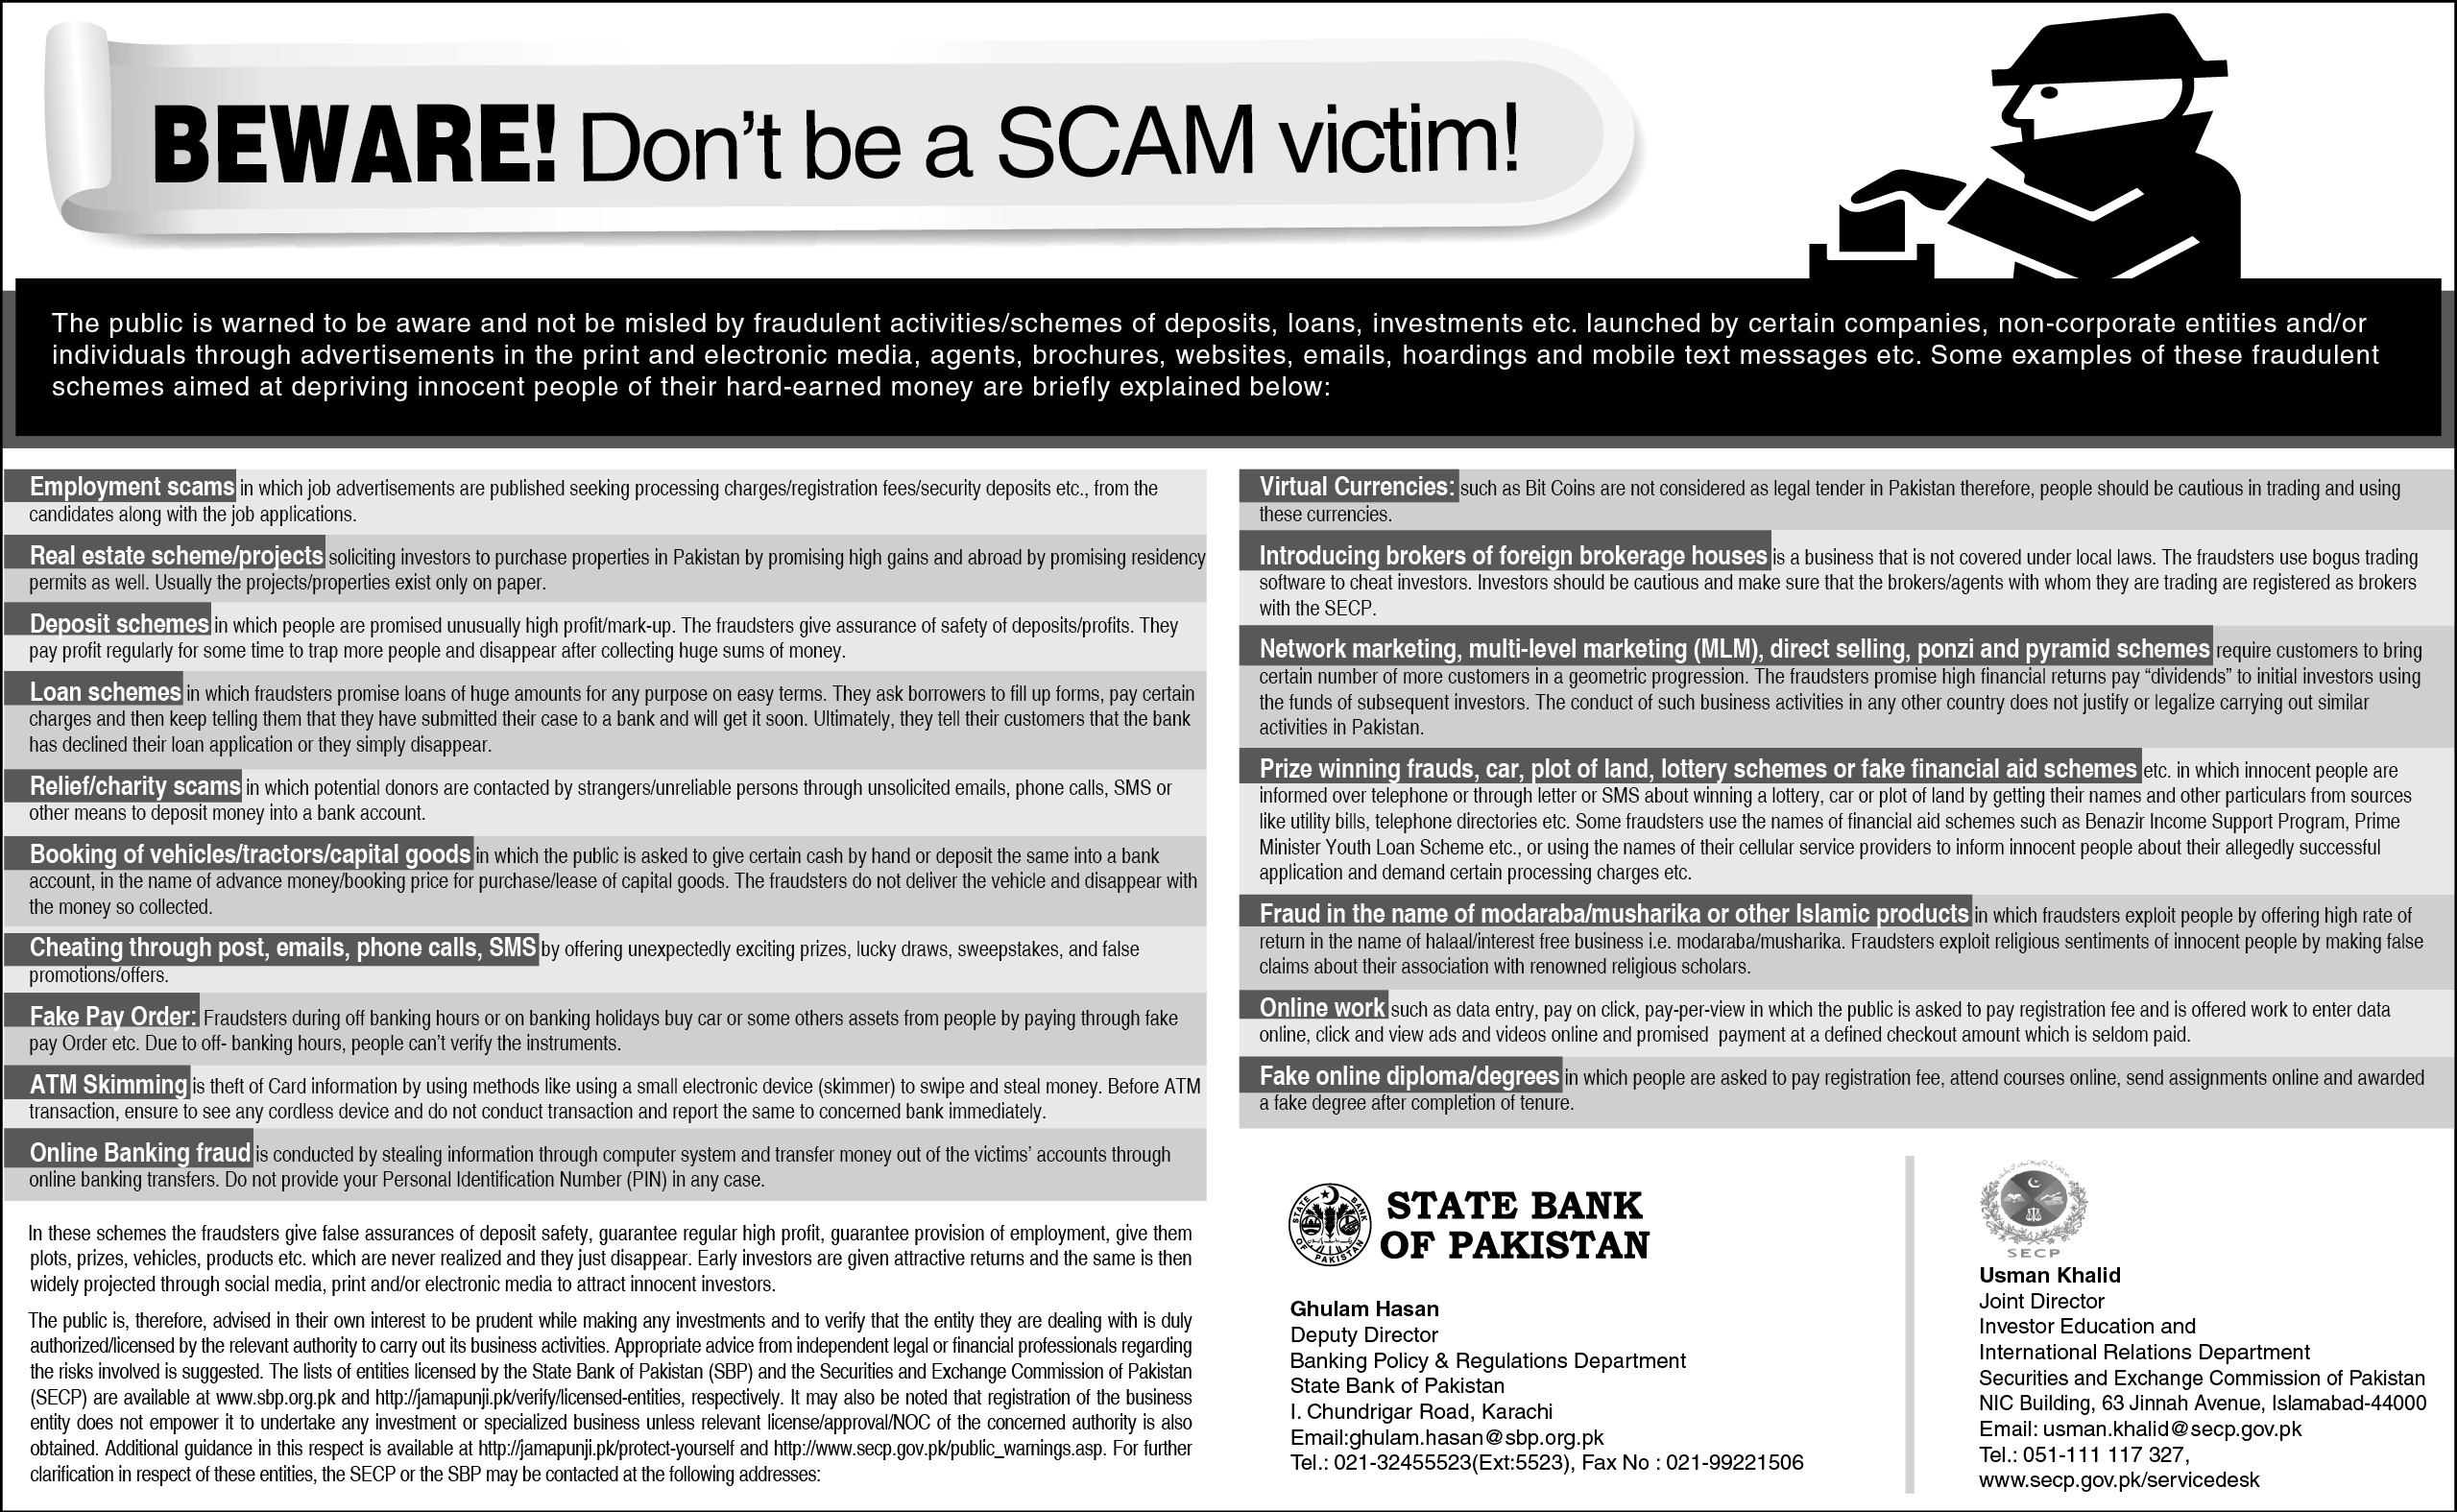 BEWARE! Don't be a SCAM victim!
The public is warned to be aware and not be misled by fraudulent activities/schemes of deposits, loans, investments etc. launched by certain companies, non-corporate entities and/or
individuals through advertisements in the print and electronic media, agents, brochures, websites, emails, hoardings and mobile text messages etc. Some examples of these fraudulent
schemes aimed at depriving innocent people of their hard-earned money are briefly explained below:
Employment scams in which job advertisements are published seeking processing charges/registration fees/security deposits etc., from the
candidates along with the job applications.
Real estate scheme/projects soliciting investors to purchase properties in Pakistan by promising high gains and abroad by promising residency
permits as well. Usually the projects/properties exist only on paper.
Deposit schemes in which people are promised unusually high profit/mark-up. The fraudsters give assurance of safety of deposits/profits. They
pay profit regularly for some time to trap more people and disappear after collecting huge sums of money.
Loan schemes in which fraudsters promise loans of huge amounts for any purpose on easy terms. They ask borrowers to fill up forms, pay certain
charges and then keep telling them that they have submitted their case to a bank and will get it soon. Ultimately, they tell their customers that the bank
has declined their loan application or they simply disappear.
Relief/charity scams in which potential donors are contacted by strangers/unreliable persons through unsolicited emails, phone calls, SMS or
other means to deposit money into a bank account.
Booking of vehicles/tractors/capital goods in which the public is asked to give certain cash by hand or deposit the same into a bank
account, in the name of advance money/booking price for purchase/lease of capital goods. The fraudsters do not deliver the vehicle and disappear with
the money so collected.
Cheating through post, emails, phone calls, SMS by offering unexpectedly exciting prizes, lucky draws, sweepstakes, and false
promotions/offers.
Fake Pay Order: Fraudsters during off banking hours or on banking holidays buy car or some others assets from people by paying through fake
pay Order etc. Due to off- banking hours, people can't verify the instruments.
ATM Skimming is theft of Card information by using methods like using a small electronic device (skimmer) to swipe and steal money. Before ATM
transaction, ensure to see any cordless device and do not conduct transaction and report the same to concerned bank immediately.
Online Banking fraud is conducted by stealing information through computer system and transfer money out of the victims' accounts through
online banking transfers. Do not provide your Personal Identification Number (PIN) in any case.
In these schemes the fraudsters give false assurances of deposit safety, guarantee regular high profit, guarantee provision of employment, give them
plots, prizes, vehicles, products etc. which are never realized and they just disappear. Early investors are given attractive returns and the same is then
widely projected through social media, print and/or electronic media to attract innocent investors.
The public is, therefore, advised in their own interest to be prudent while making any investments and to verify that the entity they are dealing with is duly
authorized/licensed by the relevant authority to carry out its business activities. Appropriate advice from independent legal or financial professionals regarding
the risks involved is suggested. The lists of entities licensed by the State Bank of Pakistan (SBP) and the Securities and Exchange Commission of Pakistan
(SECP) are available at www.sbp.org.pk and http://jamapunji.pk/verify/licensed-entities, respectively. It may also be noted that registration of the business
entity does not empower it to undertake any investment or specialized business unless relevant license/approval/NOC of the concerned authority is also
obtained. Additional guidance in this respect is available at http://jamapunji.pk/protect-yourself and http://www.secp.gov.pk/public_warnings.asp. For further
clarification in respect of these entities, the SECP or the SBP may be contacted at the following addresses:
Virtual Currencies: such as Bit Coins are not considered as legal tender in Pakistan therefore, people should be cautious in trading and using
these currencies.
Introducing brokers of foreign brokerage houses is a business that is not covered under local laws. The fraudsters use bogus trading
software to cheat investors. Investors should be cautious and make sure that the brokers/agents with whom they are trading are registered as brokers
with the SECP.
Network marketing, multi-level marketing (MLM), direct selling, ponzi and pyramid schemes require customers to bring
certain number of more customers in a geometric progression. The fraudsters promise high financial returns pay “dividends” to initial investors using
the funds of subsequent investors. The conduct of such business activities in any other country does not justify or legalize carrying out similar
activities in Pakistan.
Prize winning frauds, car, plot of land, lottery schemes or fake financial aid schemes etc. in which innocent people are
informed over telephone or through letter or SMS about winning a lottery, car or plot of land by getting their names and other particulars from sources
like utility bills, telephone directories etc. Some fraudsters use the names of financial aid schemes such as Benazir Income Support Program, Prime
Minister Youth Loan Scheme etc., or using the names of their cellular service providers to inform innocent people about their allegedly successful
application and demand certain processing charges etc.
Fraud in the name of modaraba/musharika or other Islamic products in which fraudsters exploit people by offering high rate of
return in the name of halaal/interest free business i.e. modaraba/musharika. Fraudsters exploit religious sentiments of innocent people by making false
claims about their association with renowned religious scholars.
Online work such as data entry, pay on click, pay-per-view in which the public is asked to pay registration fee and is offered work to enter data
online, click and view ads and videos online and promised payment at a defined checkout amount which is seldom paid.
Fake online diploma/degrees in which people are asked to pay registration fee, attend courses online, send assignments online and awarded
a fake degree after completion of tenure.
STATE BANK OF PAKISTAN
STATE BANK
OF PAKISTAN
Ghulam Hasan
Deputy Director
Banking Policy & Regulations Department
State Bank of Pakistan
I. Chundrigar Road, Karachi
Email:ghulam.hasan@sbp.org.pk
Tel.: 021-32455523(Ext:5523), Fax No : 021-99221506
SECP
Usman Khalid
Joint Director
Investor Education and
International Relations Department
Securities and Exchange Commission of Pakistan
NIC Building, 63 Jinnah Avenue, Islamabad-44000
Email: usman.khalid@secp.gov.pk
Tel.: 051-111 117 327,
www.secp.gov.pk/servicedesk